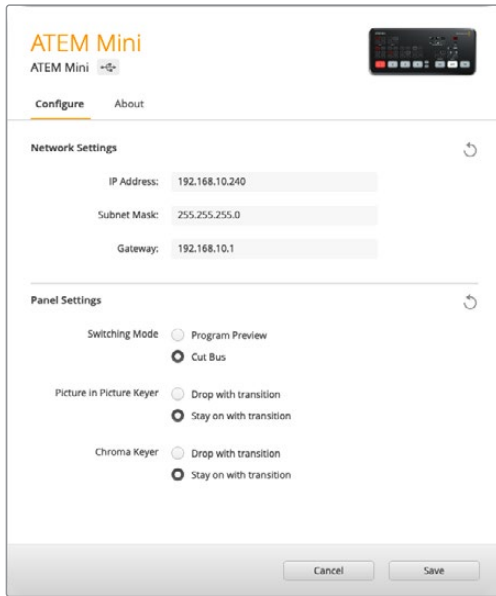 ATEM Mini
ATEM Mini
Configure About
Network Settings
IP Address: 192.168.10.240
Subnet Mask: 255.255.255.0
Gateway: 192.168.10.1
Panel Settings
Switching Mode Program Preview
Cut Bus
Picture in Picture Keyer Drop with transition
Stay on with transition
Chroma Keyer Drop with transition
Stay on with transition
Cancel Save